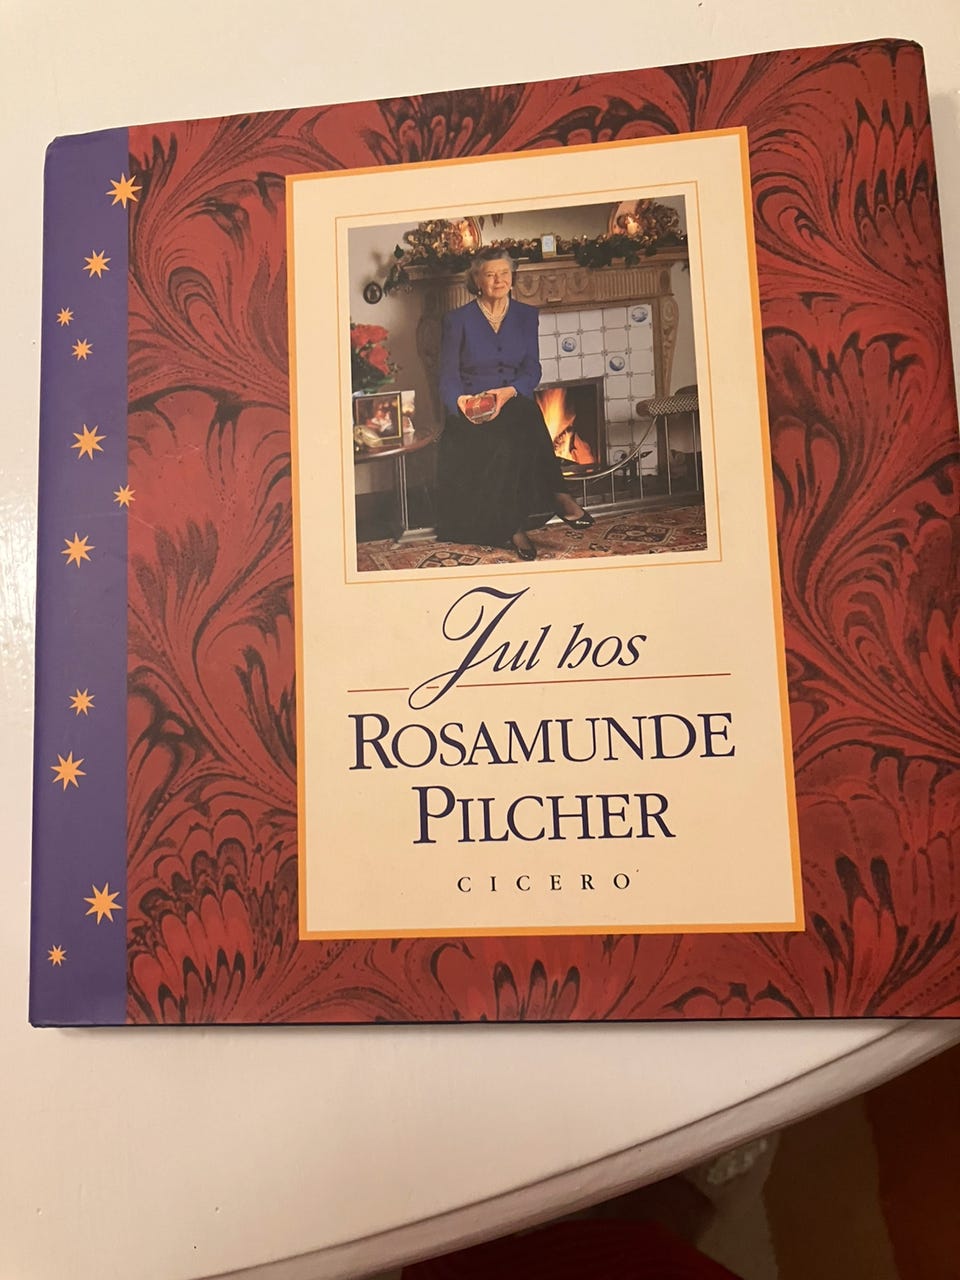 Jul hos
ROSAMUNDE
PILCHER
CICERO